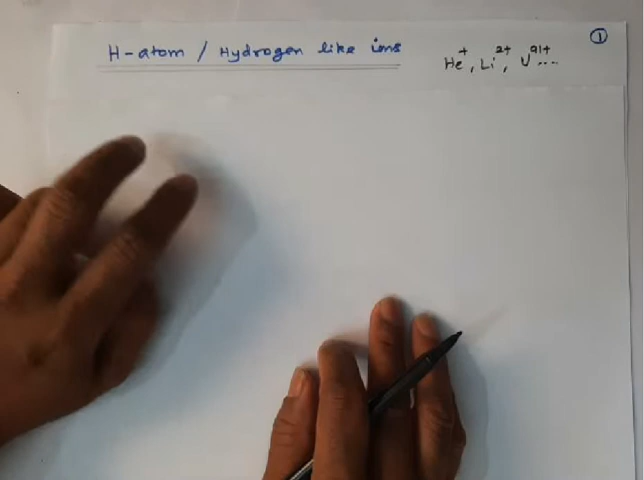 H-atom / Hydrogen like ions He⁺, Li²⁺, U⁹¹⁺.... ①